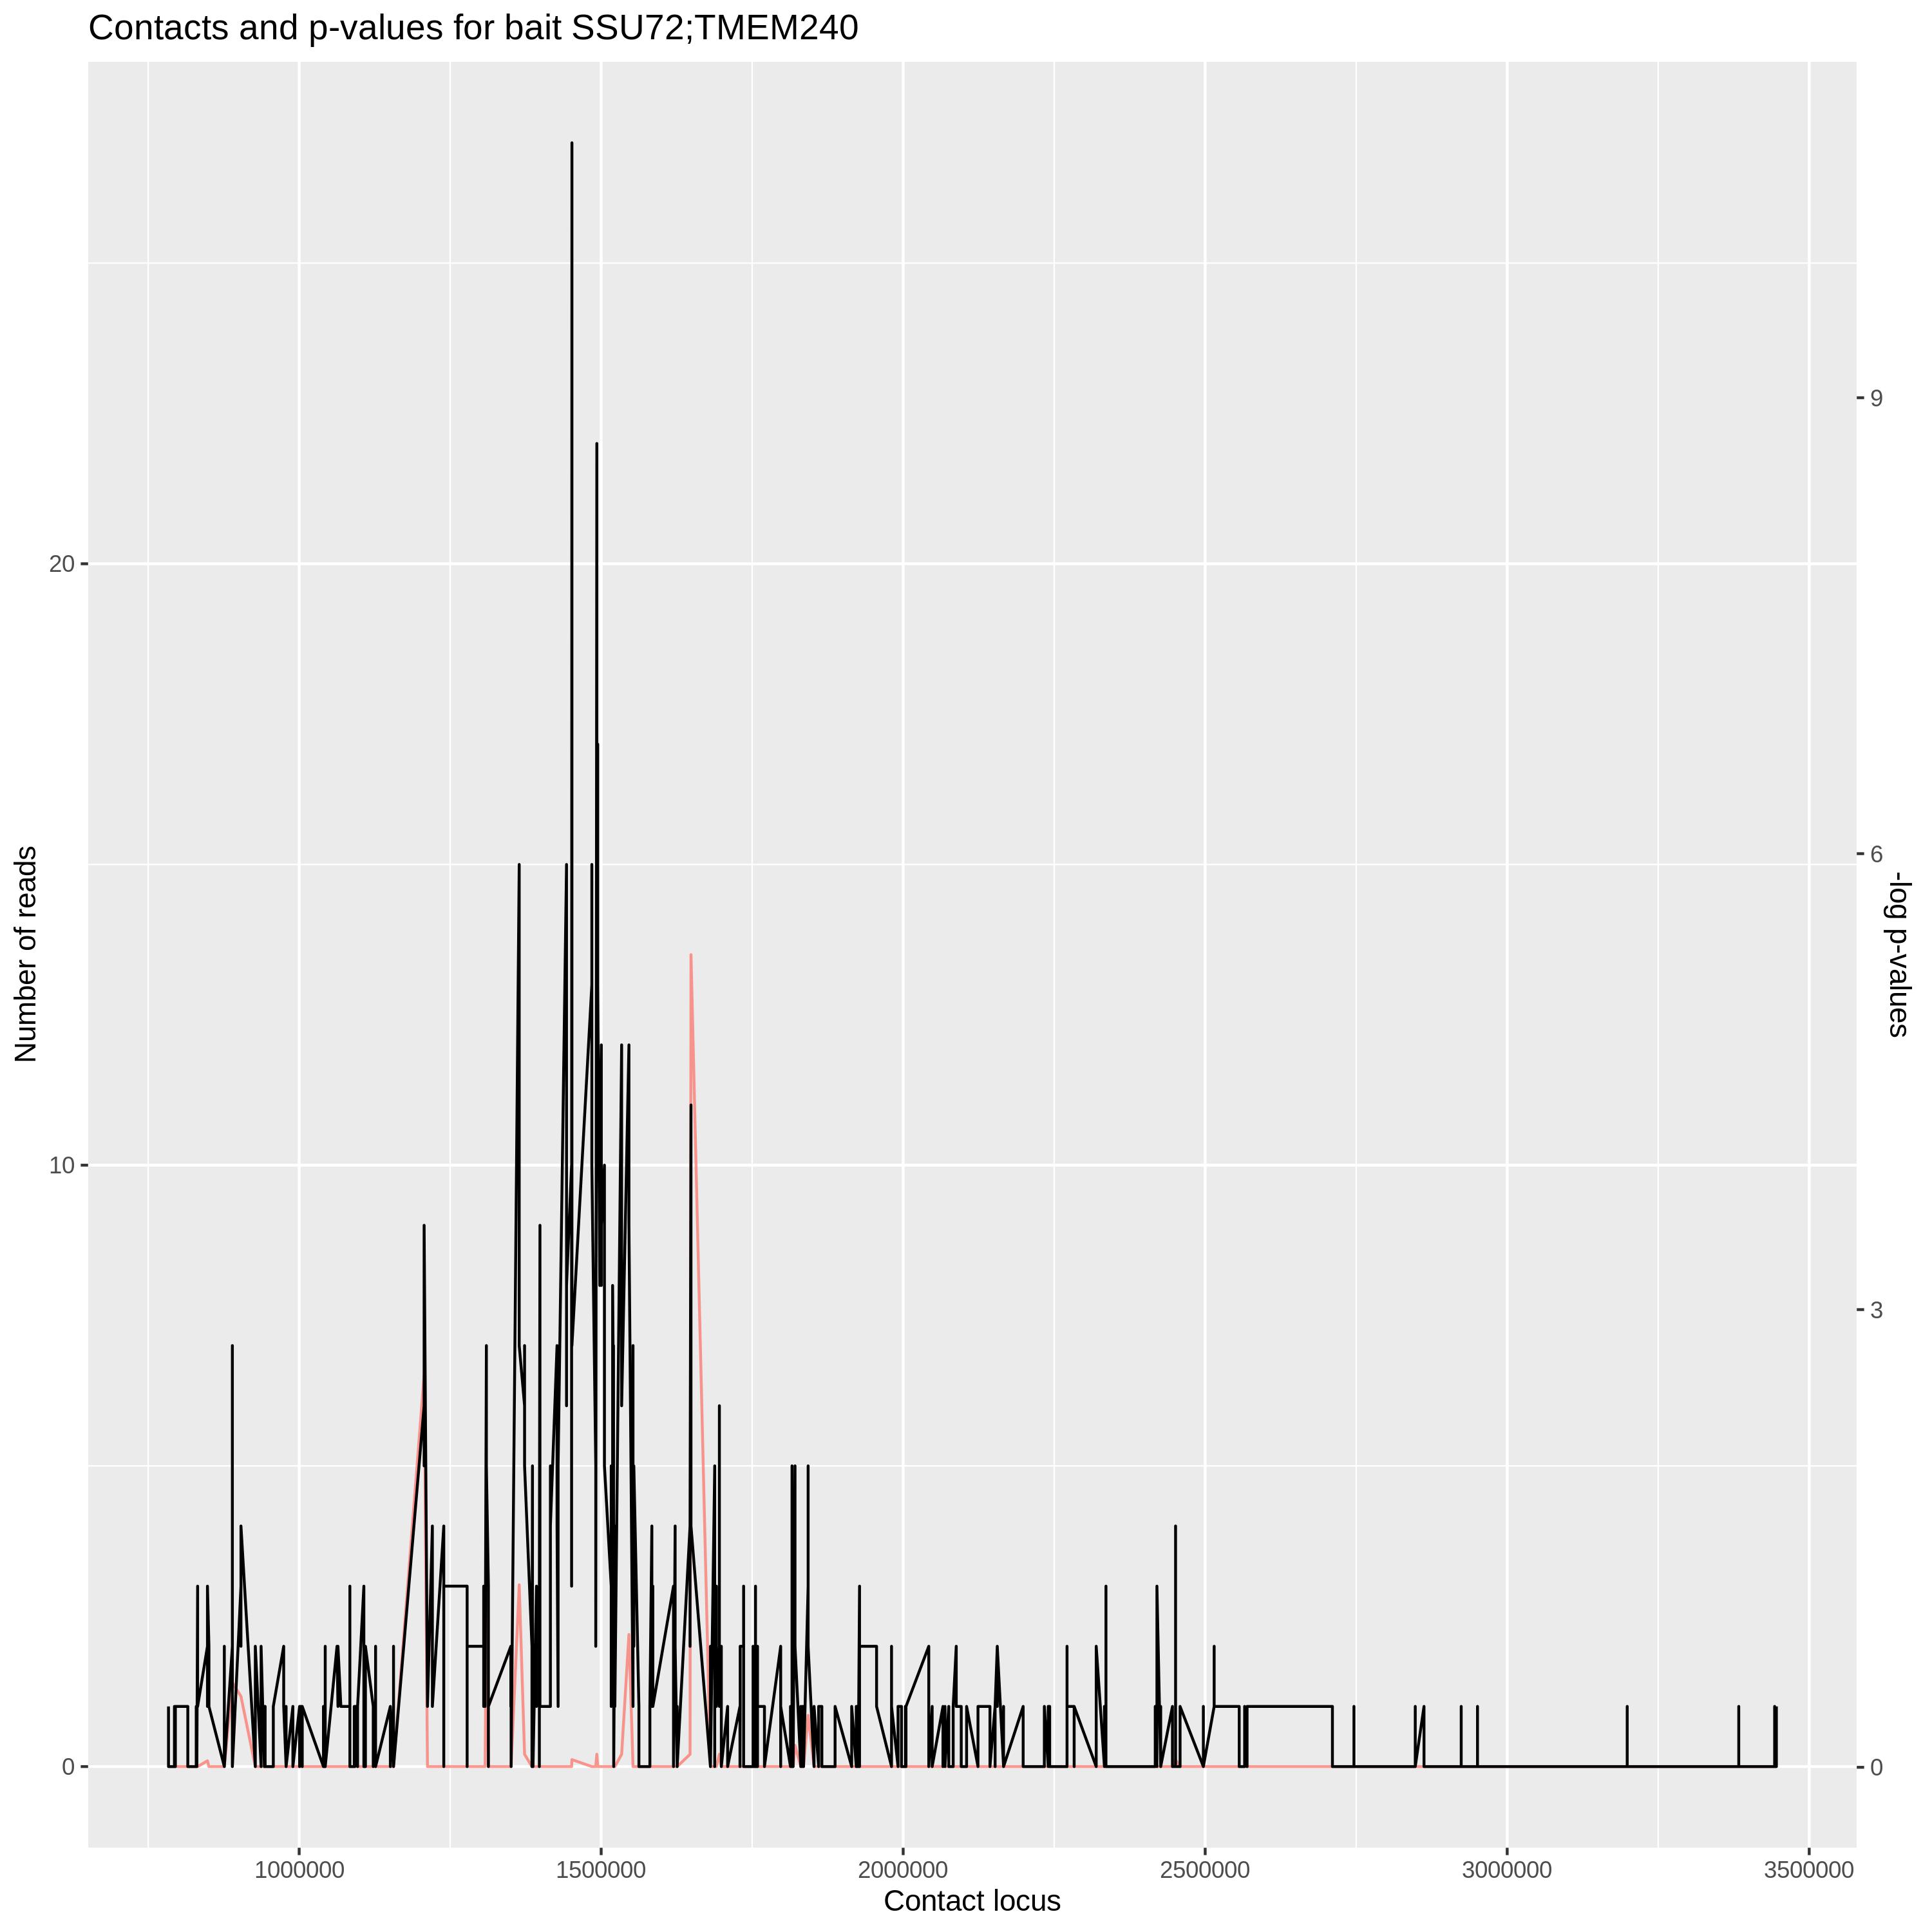 Contacts and p-values for bait SSU72;TMEM240
Number of reads
20
10
0
9
6
3
0
-log p-values
1000000 1500000 2000000 2500000 3000000 3500000
Contact locus